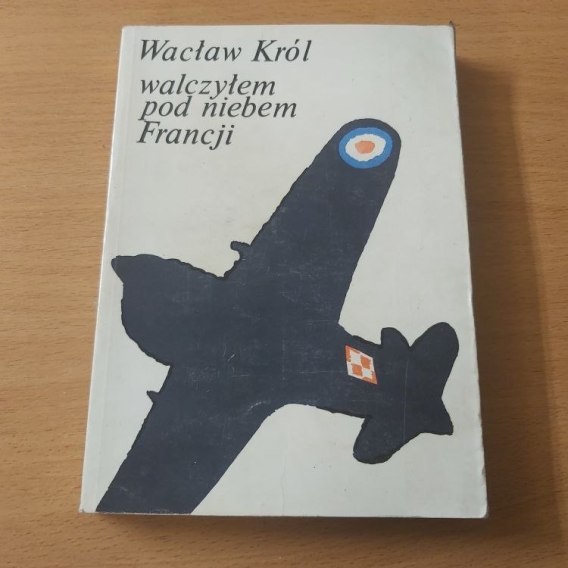 Wacław Król
walczyłem
pod niebem
Francji